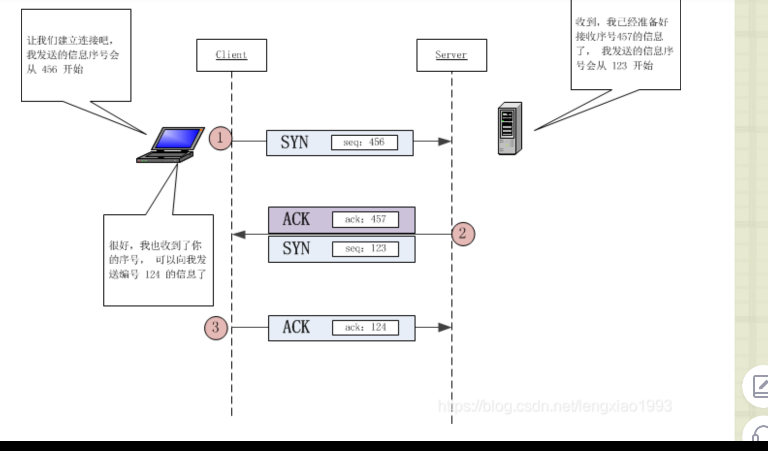 让我们建立连接吧，
我发送的信息序号会
从 456 开始
收到，我已经准备好
接收序号457的信息
了， 我发送的信息序
号会从 123 开始
Client
Server
1
SYN
seq: 456
ACK
ack: 457
2
SYN
seq: 123
很好，我也收到了你
的序号， 可以向我发
送编号 124 的信息了
3
ACK
ack: 124
https://blog.csdn.net/lengxiao1993